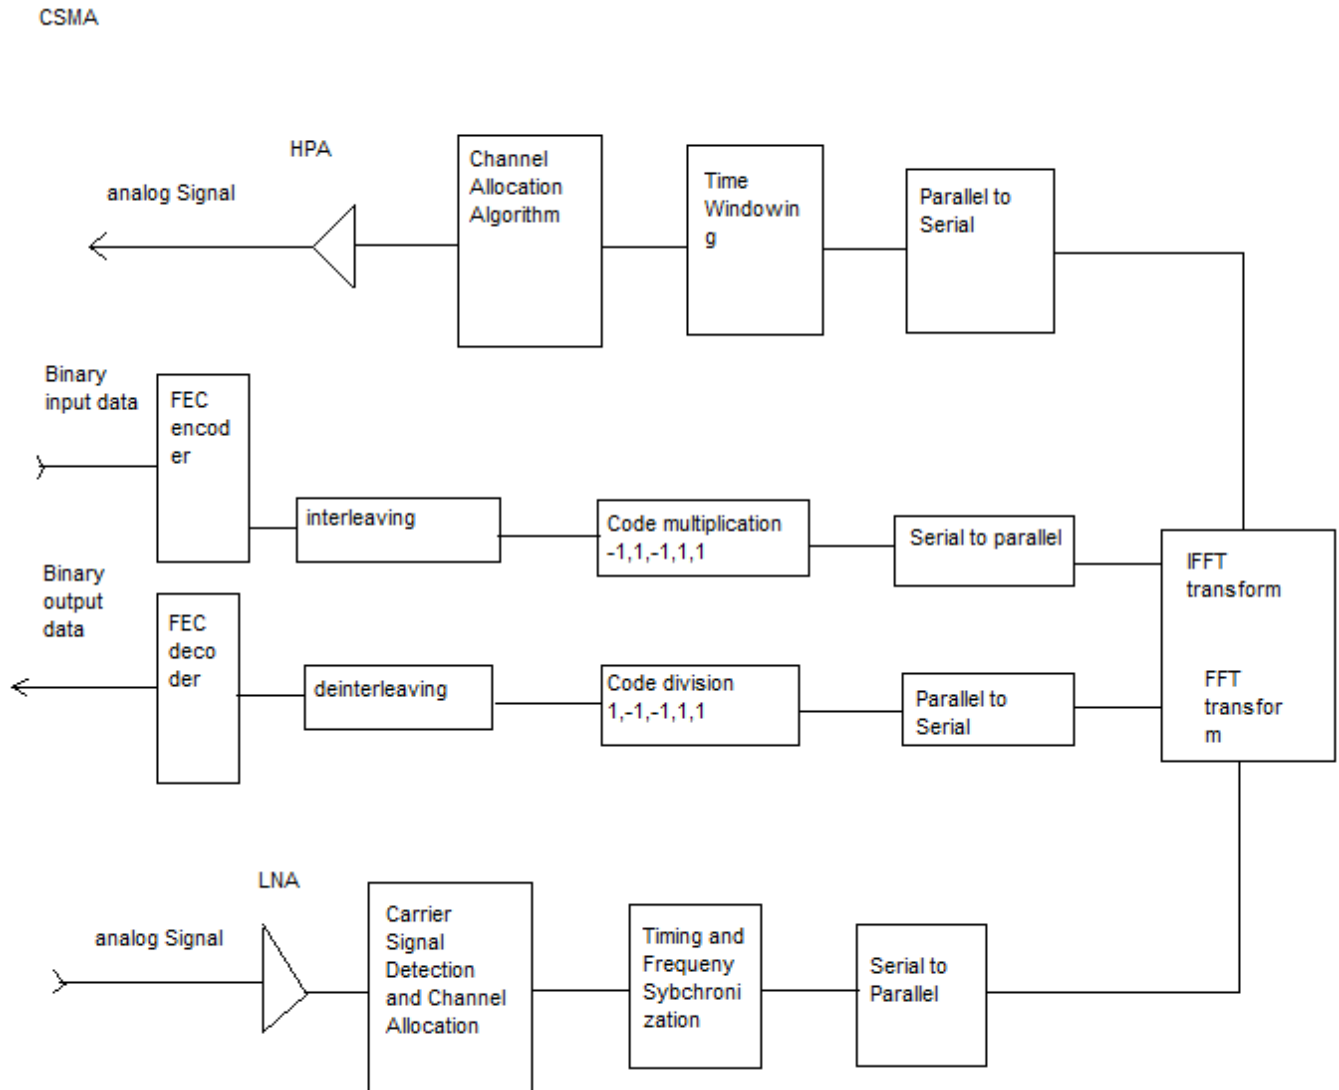 CSMA
HPA
analog Signal
Channel
Allocation
Algorithm
Time
Windowin
g
Parallel to
Serial
Binary
input data
FEC
encod
er
interleaving
Code multiplication
-1,1,-1,1,1
Serial to parallel
IFFT
transform
Binary
output
data
FEC
deco
der
deinterleaving
Code division
1,-1,-1,1,1
Parallel to
Serial
FFT
transfor
m
LNA
analog Signal
Carrier
Signal
Detection
and Channel
Allocation
Timing and
Frequeny
Sybchroni
zation
Serial to
Parallel